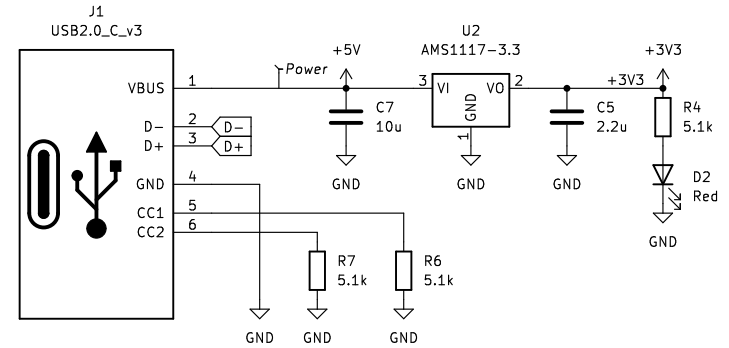 J1
USB2.0_C_v3
VBUS 1
D- 2 D-
D+ 3 D+
GND 4
CC1 5
CC2 6
Power
+5V
C7
10u
GND
U2
AMS1117-3.3
3 VI VO 2
GND
1
GND
C5
2.2u
GND
+3V3
+3V3
R4
5.1k
D2
Red
GND
R7
5.1k
R6
5.1k
GND GND GND